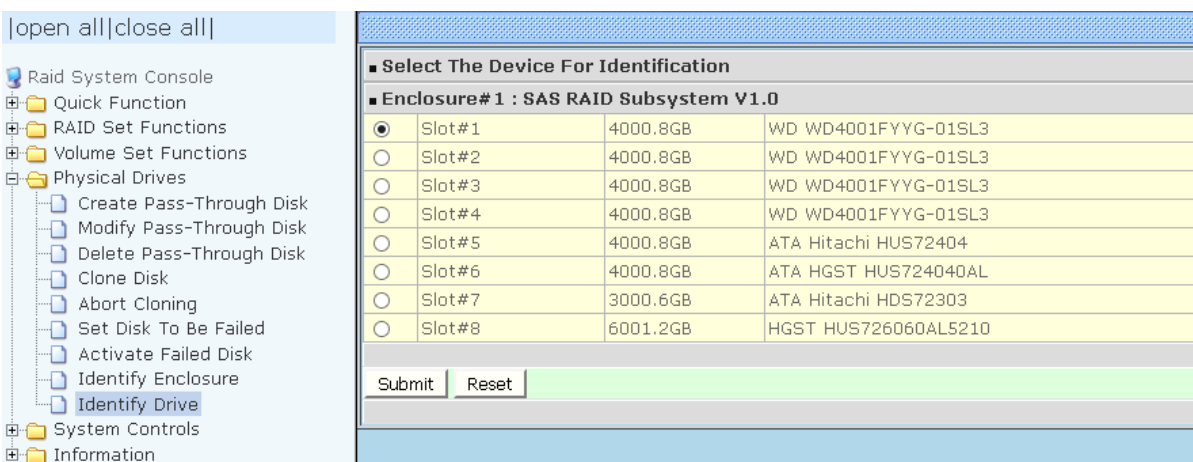 |open all|close all|
Raid System Console
Quick Function
RAID Set Functions
Volume Set Functions
Physical Drives
Create Pass-Through Disk
Modify Pass-Through Disk
Delete Pass-Through Disk
Clone Disk
Abort Cloning
Set Disk To Be Failed
Activate Failed Disk
Identify Enclosure
Identify Drive
System Controls
Information
Select The Device For Identification
Enclosure#1 : SAS RAID Subsystem V1.0
Slot#1 4000.8GB WD WD4001FYYG-01SL3
Slot#2 4000.8GB WD WD4001FYYG-01SL3
Slot#3 4000.8GB WD WD4001FYYG-01SL3
Slot#4 4000.8GB WD WD4001FYYG-01SL3
Slot#5 4000.8GB ATA Hitachi HUS72404
Slot#6 4000.8GB ATA HGST HUS724040AL
Slot#7 3000.6GB ATA Hitachi HDS72303
Slot#8 6001.2GB HGST HUS726060AL5210
Submit Reset